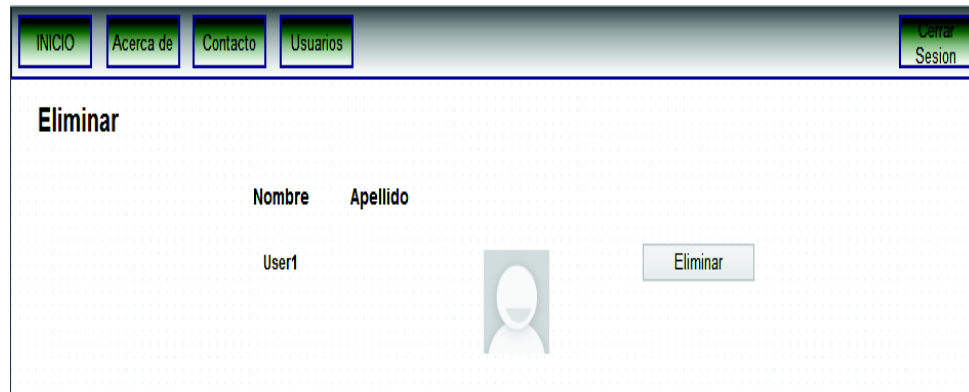 INICIO Acerca de Contacto Usuarios Cerrar
Sesion
Eliminar
Nombre Apellido
User1 Eliminar